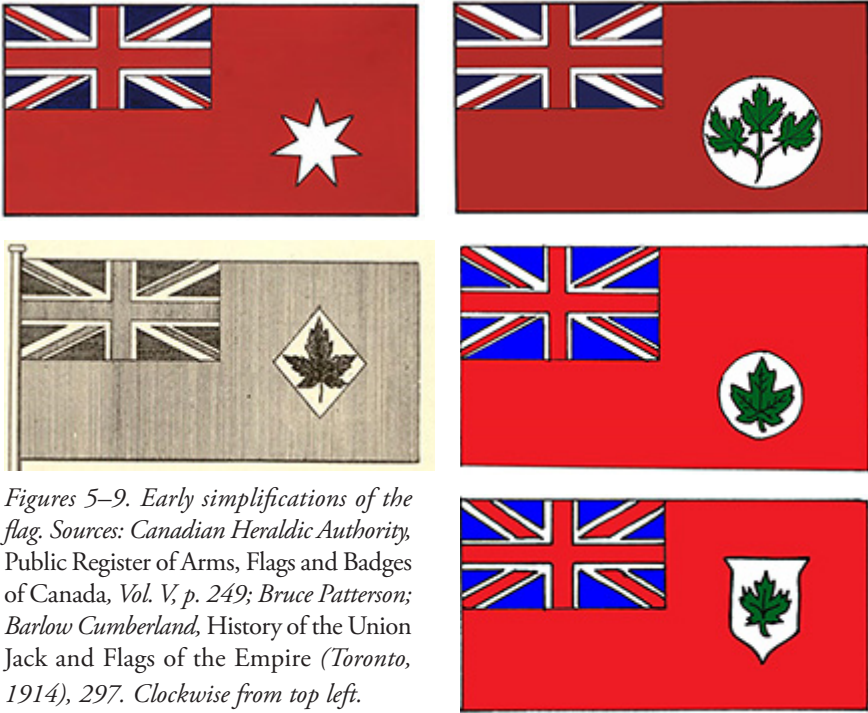 Figures 5–9. Early simplifications of the
flag. Sources: Canadian Heraldic Authority,
Public Register of Arms, Flags and Badges
of Canada, Vol. V, p. 249; Bruce Patterson;
Barlow Cumberland, History of the Union
Jack and Flags of the Empire (Toronto,
1914), 297. Clockwise from top left.